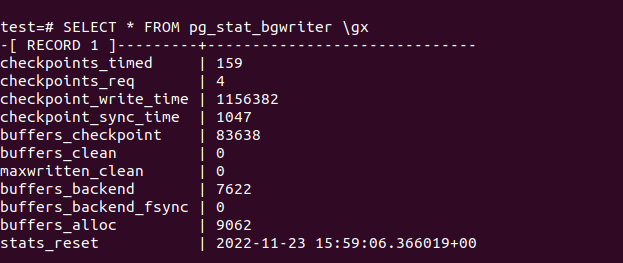 test=# SELECT * FROM pg_stat_bgwriter \gx
-[ RECORD 1 ]---------+------------------------------
checkpoints_timed     | 159
checkpoints_req       | 4
checkpoint_write_time | 1156382
checkpoint_sync_time  | 1047
buffers_checkpoint    | 83638
buffers_clean         | 0
maxwritten_clean      | 0
buffers_backend       | 7622
buffers_backend_fsync | 0
buffers_alloc         | 9062
stats_reset           | 2022-11-23 15:59:06.366019+00